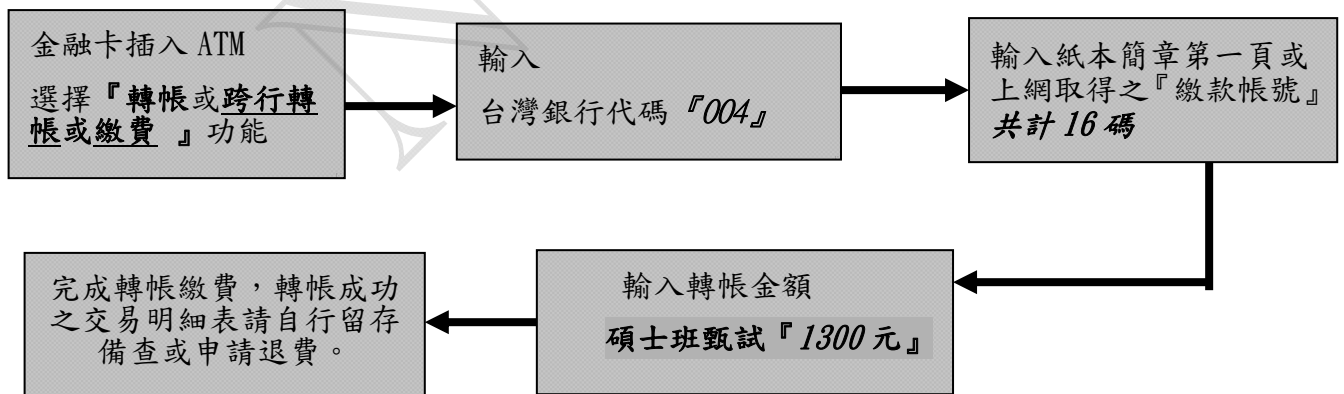 金融卡插入 ATM
選擇『轉帳或跨行轉
帳或繳費 』功能
輸入
台灣銀行代碼『004』
輸入紙本簡章第一頁或
上網取得之『繳款帳號』
共計 16 碼
輸入轉帳金額
碩士班甄試『1300 元』
完成轉帳繳費，轉帳成功
之交易明細表請自行留存
備查或申請退費。